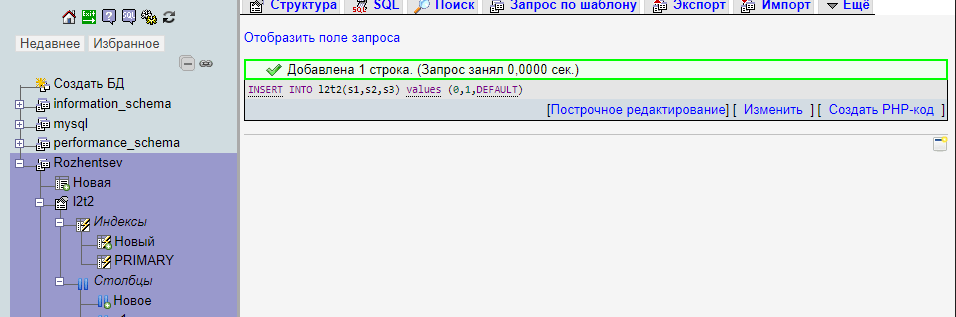 Структура SQL Поиск Запрос по шаблону Экспорт Импорт Ещё
Недавнее Избранное
Отобразить поле запроса
Добавлена 1 строка. (Запрос занял 0,0000 сек.)
INSERT INTO l2t2(s1,s2,s3) values (0,1,DEFAULT)
[Построчное редактирование] [ Изменить ] [ Создать PHP-код ]
Создать БД
information_schema
mysql
performance_schema
Rozhentsev
Новая
l2t2
Индексы
Новый
PRIMARY
Столбцы
Новое